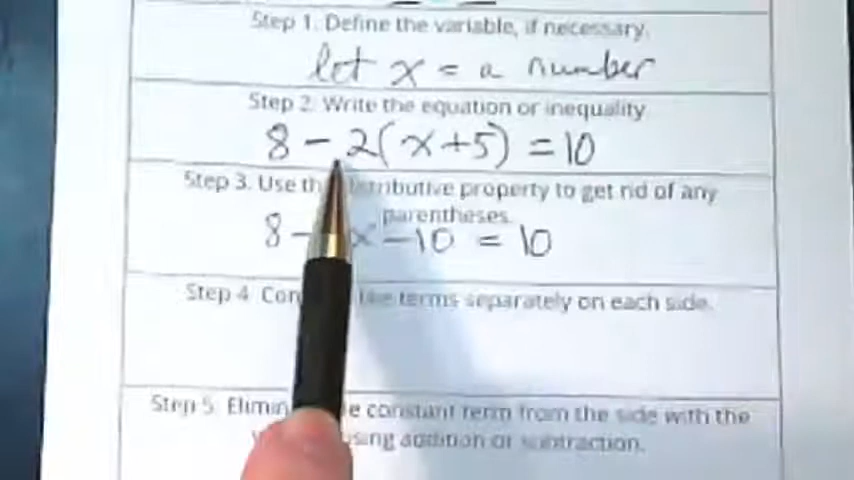 Step 1. Define the variable, if necessary.
let x = a number
Step 2. Write the equation or inequality
8 - 2(x+5) = 10
Step 3. Use the distributive property to get rid of any
parentheses.
8 - x - 10 = 10
Step 4. like terms separately on each side.
Step 5. constant term from the side with the
using addition or subtraction.